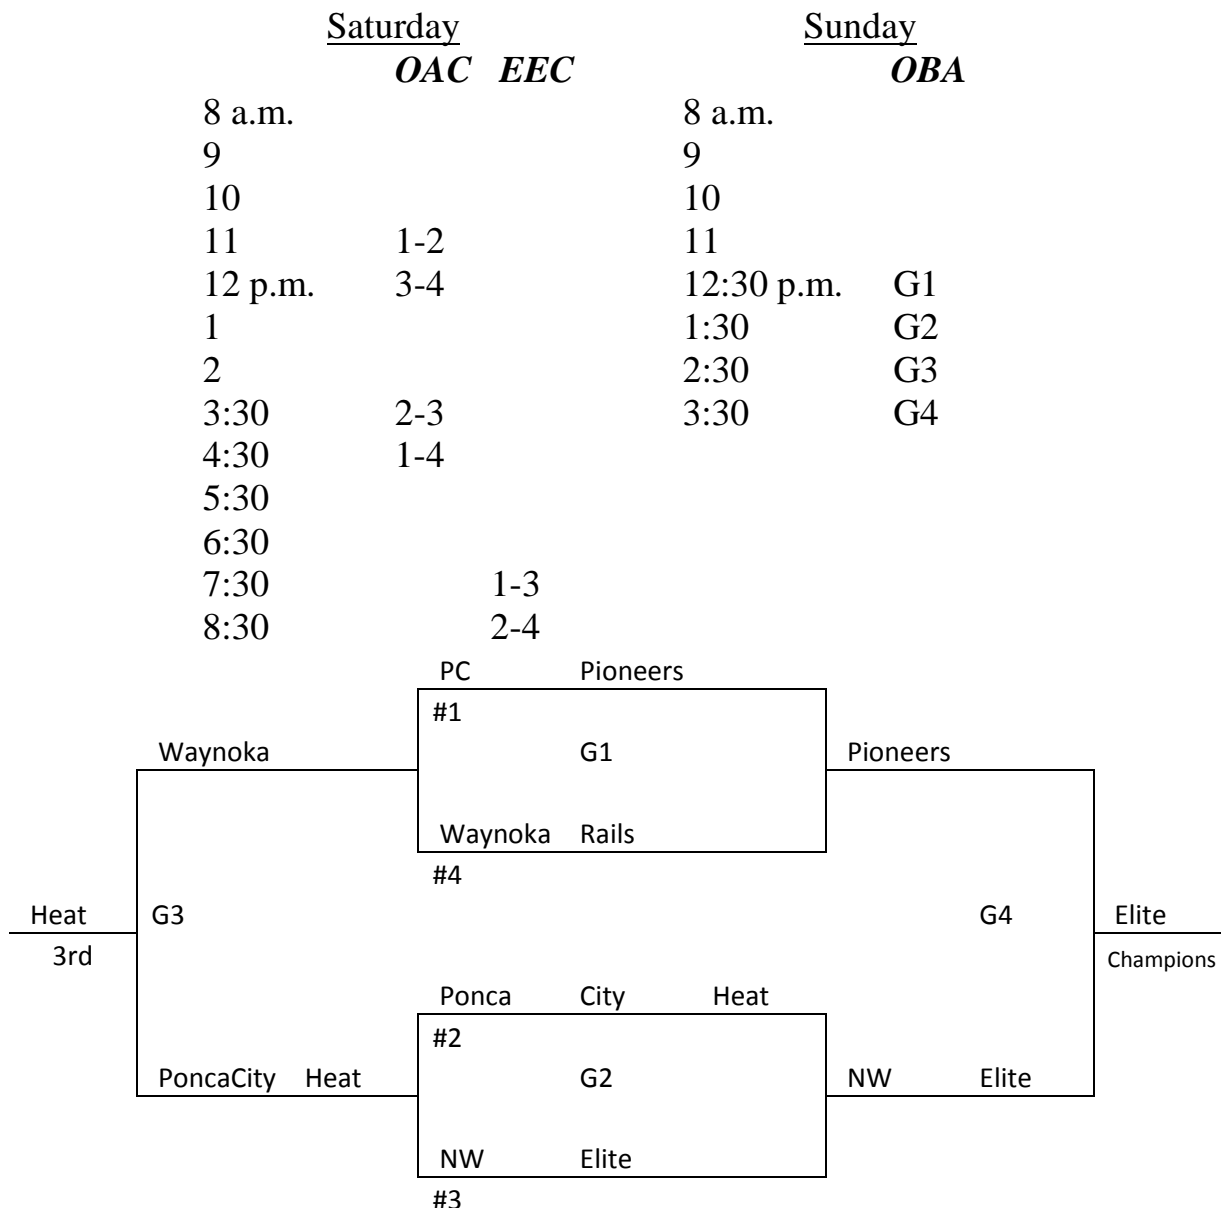 Saturday Sunday
OAC EEC OBA
8 a.m. 8 a.m.
9 9
10 10
11 1-2 11
12 p.m. 3-4 12:30 p.m. G1
1 1:30 G2
2 2:30 G3
3:30 2-3 3:30 G4
4:30 1-4
5:30
6:30
7:30 1-3
8:30 2-4
PC Pioneers
#1
Waynoka G1 Pioneers
Waynoka Rails
#4
Heat G3 G4 Elite
3rd Champions
Ponca City Heat
#2
PoncaCity Heat G2 NW Elite
NW Elite
#3